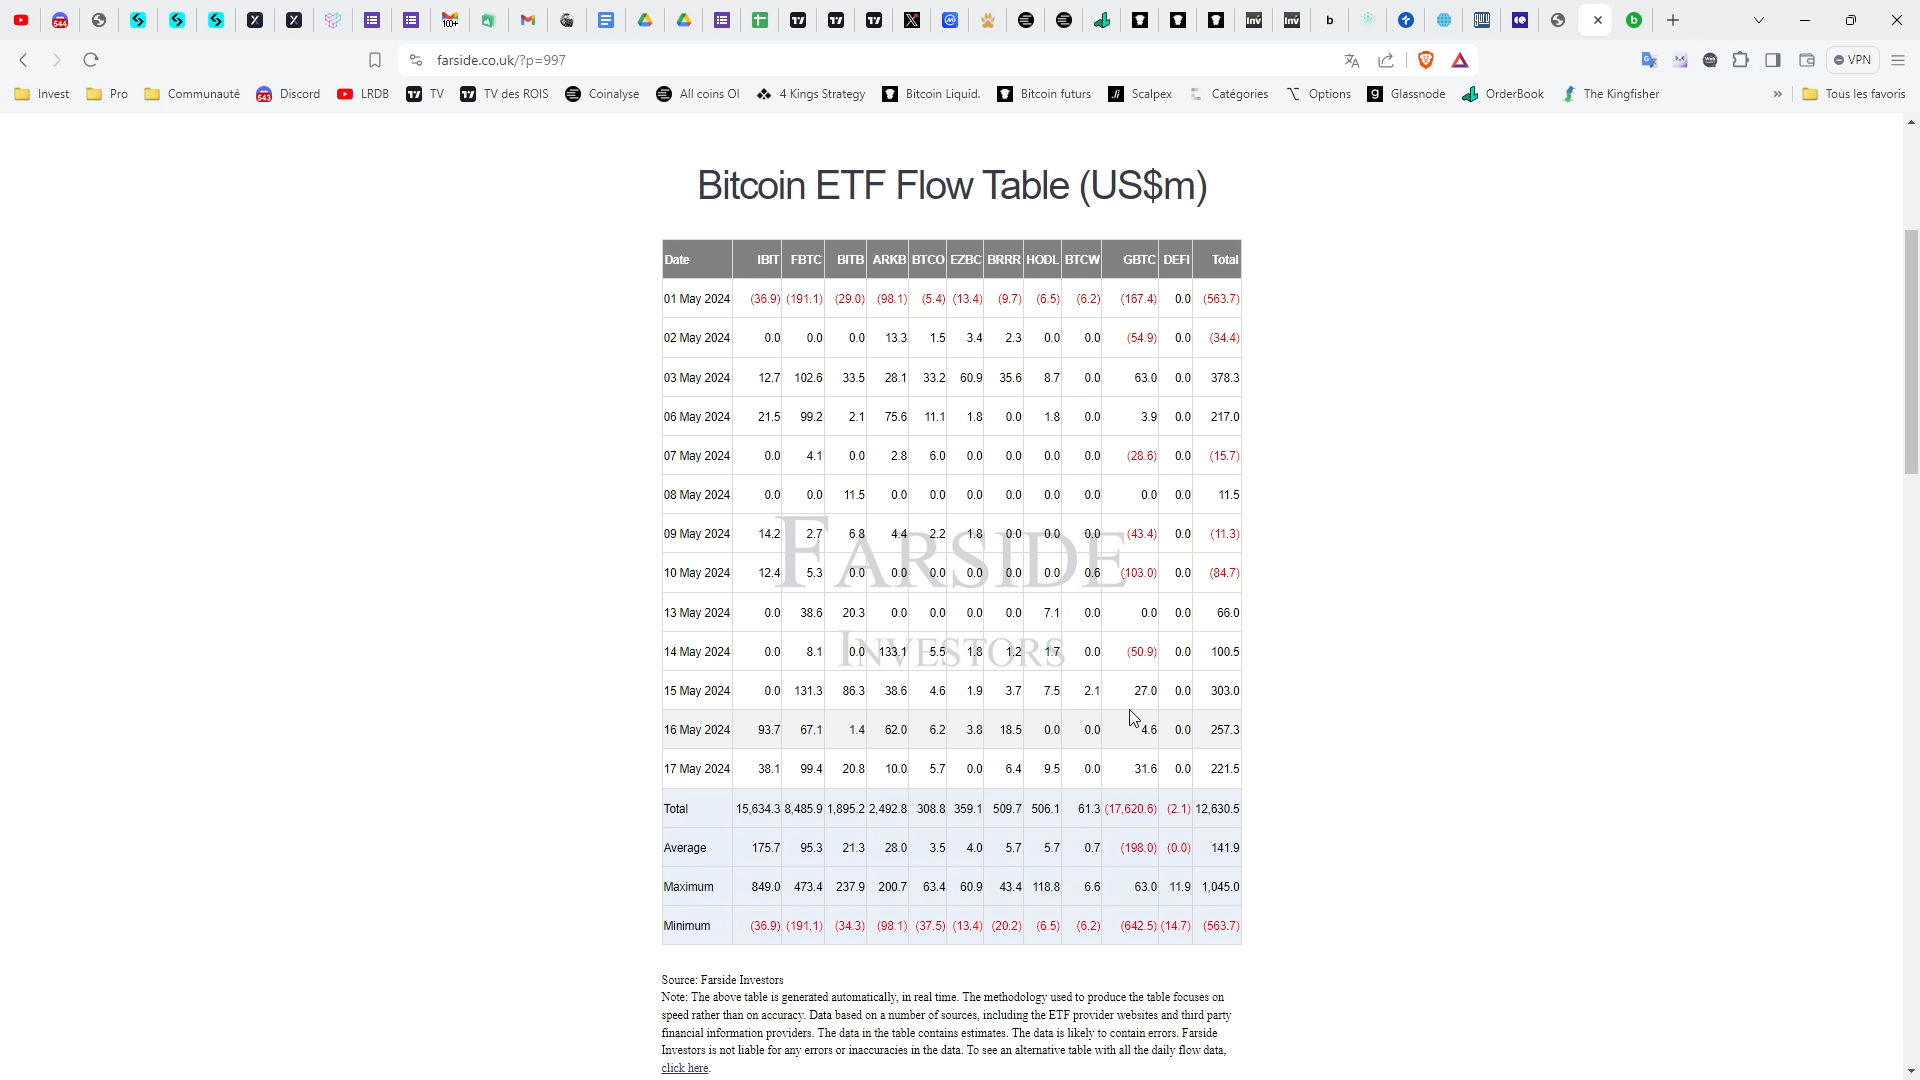 farside.co.uk/?p=997
VPN
Invest Pro Communauté Discord LRDB TV TV des ROIS Coinalyse All coins OI 4 Kings Strategy Bitcoin Liquid. Bitcoin futurs Scalpex Catégories Options Glassnode OrderBook The Kingfisher » Tous les favoris
Bitcoin ETF Flow Table (US$m)
Date IBIT FBTC BITB ARKB BTCO EZBC BRRR HODL BTCW GBTC DEFI Total
01 May 2024 (36.9) (191.1) (29.0) (98.1) (5.4) (13.4) (9.7) (6.5) (6.2) (167.4) 0.0 (563.7)
02 May 2024 0.0 0.0 0.0 13.3 1.5 3.4 2.3 0.0 0.0 (54.9) 0.0 (34.4)
03 May 2024 12.7 102.6 33.5 28.1 33.2 60.9 35.6 8.7 0.0 63.0 0.0 378.3
06 May 2024 21.5 99.2 2.1 75.6 11.1 1.8 0.0 1.8 0.0 3.9 0.0 217.0
07 May 2024 0.0 4.1 0.0 2.8 6.0 0.0 0.0 0.0 0.0 (28.6) 0.0 (15.7)
08 May 2024 0.0 0.0 11.5 0.0 0.0 0.0 0.0 0.0 0.0 0.0 0.0 11.5
09 May 2024 14.2 2.7 6.8 4.4 2.2 1.8 0.0 0.0 0.0 (43.4) 0.0 (11.3)
FARSIDE
10 May 2024 12.4 5.3 0.0 0.0 0.0 0.0 0.0 0.0 0.6 (103.0) 0.0 (84.7)
13 May 2024 0.0 38.6 20.3 0.0 0.0 0.0 0.0 7.1 0.0 0.0 0.0 66.0
INVESTORS
14 May 2024 0.0 8.1 0.0 133.1 5.5 1.8 1.2 1.7 0.0 (50.9) 0.0 100.5
15 May 2024 0.0 131.3 86.3 38.6 4.6 1.9 3.7 7.5 2.1 27.0 0.0 303.0
16 May 2024 93.7 67.1 1.4 62.0 6.2 3.8 18.5 0.0 0.0 4.6 0.0 257.3
17 May 2024 38.1 99.4 20.8 10.0 5.7 0.0 6.4 9.5 0.0 31.6 0.0 221.5
Total 15,634.3 8,485.9 1,895.2 2,492.8 308.8 359.1 509.7 506.1 61.3 (17,620.6) (2.1) 12,630.5
Average 175.7 95.3 21.3 28.0 3.5 4.0 5.7 5.7 0.7 (198.0) (0.0) 141.9
Maximum 849.0 473.4 237.9 200.7 63.4 60.9 43.4 118.8 6.6 63.0 11.9 1,045.0
Minimum (36.9) (191.1) (34.3) (98.1) (37.5) (13.4) (20.2) (6.5) (6.2) (642.5) (14.7) (563.7)
Source: Farside Investors
Note: The above table is generated automatically, in real time. The methodology used to produce the table focuses on
speed rather than on accuracy. Data based on a number of sources, including the ETF provider websites and third party
financial information providers. The data in the table contains estimates. The data is likely to contain errors. Farside
Investors is not liable for any errors or inaccuracies in the data. To see an alternative table with all the daily flow data,
click here.